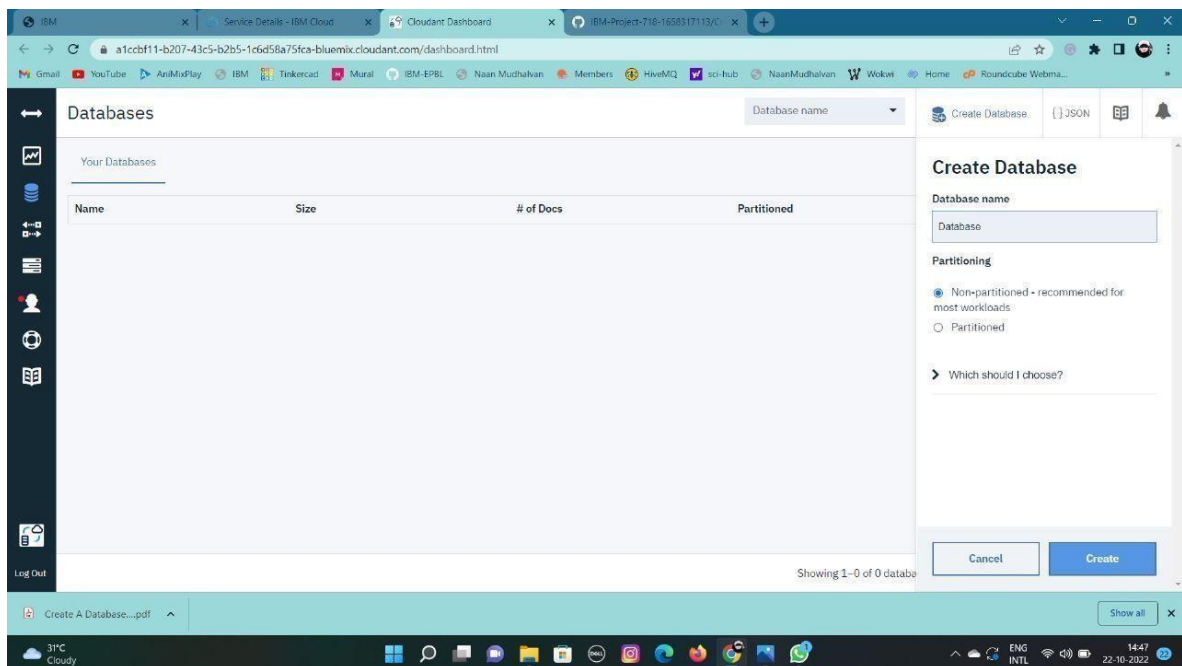 IBM
Service Details - IBM Cloud
Cloudant Dashboard
IBM-Project-718-1658317113/
a1ccbf11-b207-43c5-b2b5-1c6d58a75fca-bluemix.cloudant.com/dashboard.html
Gmail YouTube AniMixPlay IBM Tinkercad Mural IBM-EPBL Naan Mudhalvan Members HiveMQ sci-hub NaanMudhalvan Wokwi Home Roundcube Webma...
Databases
Database name
Create Database
{ } JSON
Your Databases
Name Size # of Docs Partitioned
Create Database
Database name
Database
Partitioning
Non-partitioned - recommended for
most workloads
Partitioned
Which should I choose?
Cancel Create
Log Out
Showing 1–0 of 0 databa
Create A Database....pdf
Show all
31°C
Cloudy
ENG
INTL
14:47
22-10-2022
22